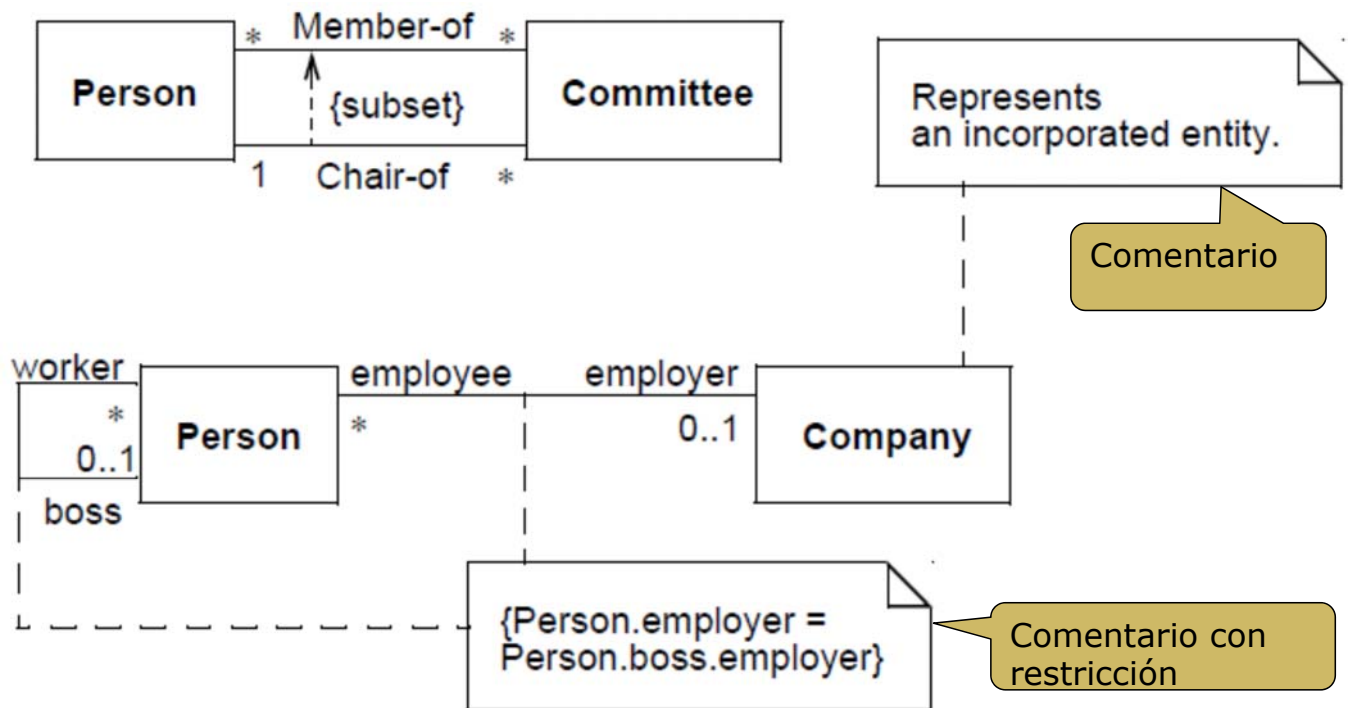 * Member-of *
Person
{subset}
Committee
1 Chair-of *
Represents
an incorporated entity.
Comentario
worker
*
0..1
boss
Person
employee
*
employer
0..1
Company
{Person.employer =
Person.boss.employer}
Comentario con
restricción